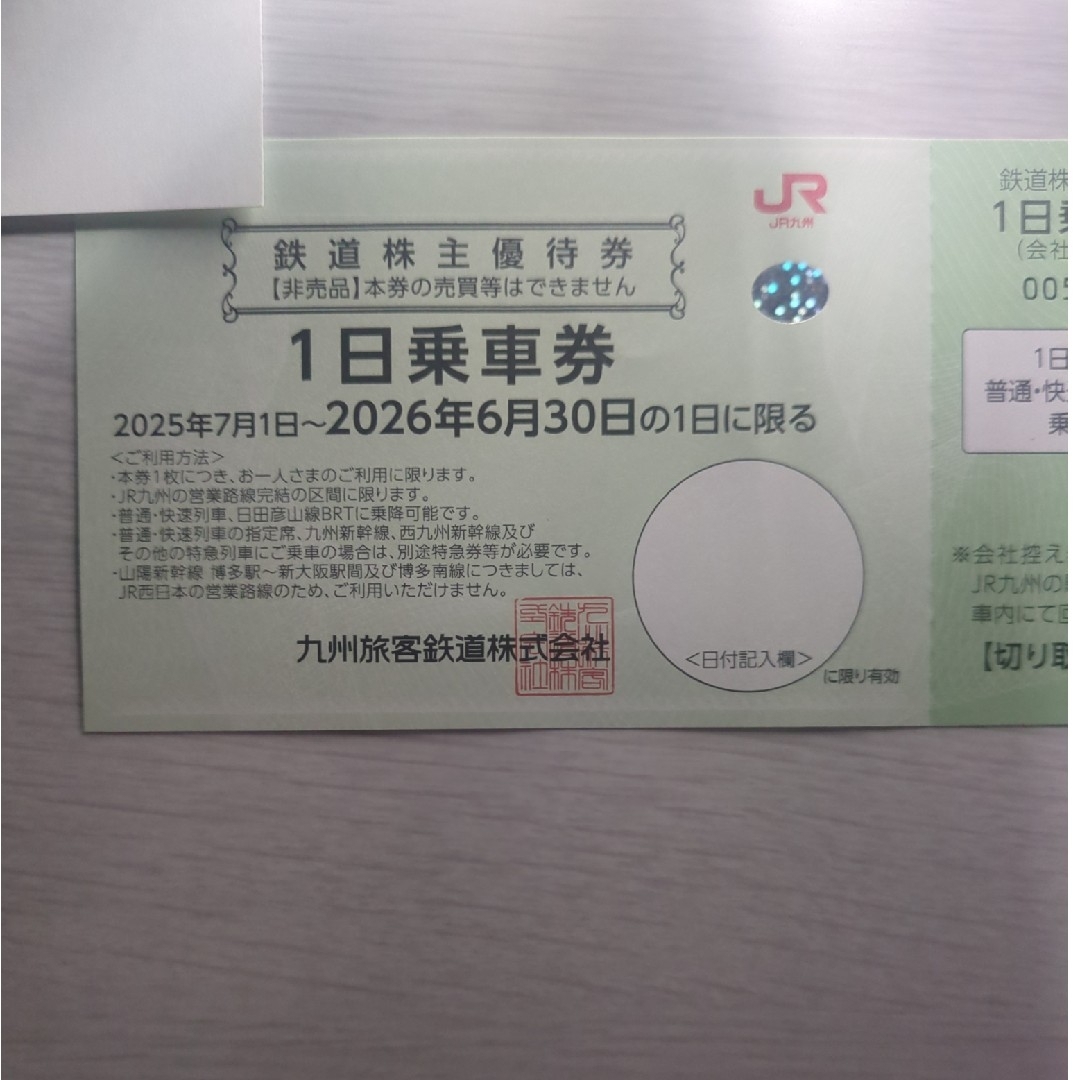 JR
JR九州
鉄道株主優待券
【非売品】本券の売買等はできません
1日乗車券
2025年7月1日～2026年6月30日の1日に限る
＜ご利用方法＞
・本券1枚につき、お一人さまのご利用に限ります。
・JR九州の営業路線完結の区間に限ります。
・普通・快速列車、日田彦山線BRTに乗降可能です。
・普通・快速列車の指定席、九州新幹線、西九州新幹線及び
その他の特急列車にご乗車の場合は、別途特急券等が必要です。
・山陽新幹線 博多駅～新大阪駅間及び博多南線につきましては、
JR西日本の営業路線のため、ご利用いただけません。
九州旅客鉄道株式会社
＜日付記入欄＞
に限り有効
鉄道株
1日乗
(会社
005
1日
普通・快
乗
※会社控え
JR九州の
車内にて回
【切り取